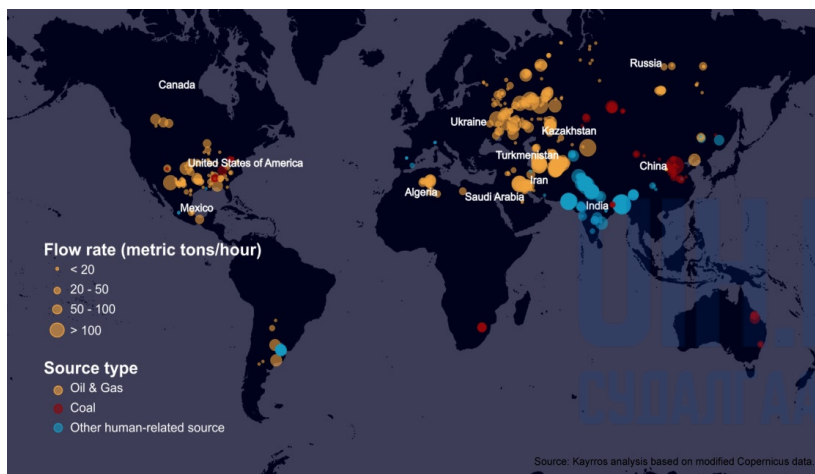 Canada
Russia
Ukraine
Kazakhstan
United States of America
Turkmenistan
China
Iran
Algeria
Saudi Arabia
Mexico
India
Flow rate (metric tons/hour)
< 20
20 - 50
50 - 100
> 100
Source type
Oil & Gas
Coal
Other human-related source
Source: Kayrros analysis based on modified Copernicus data.